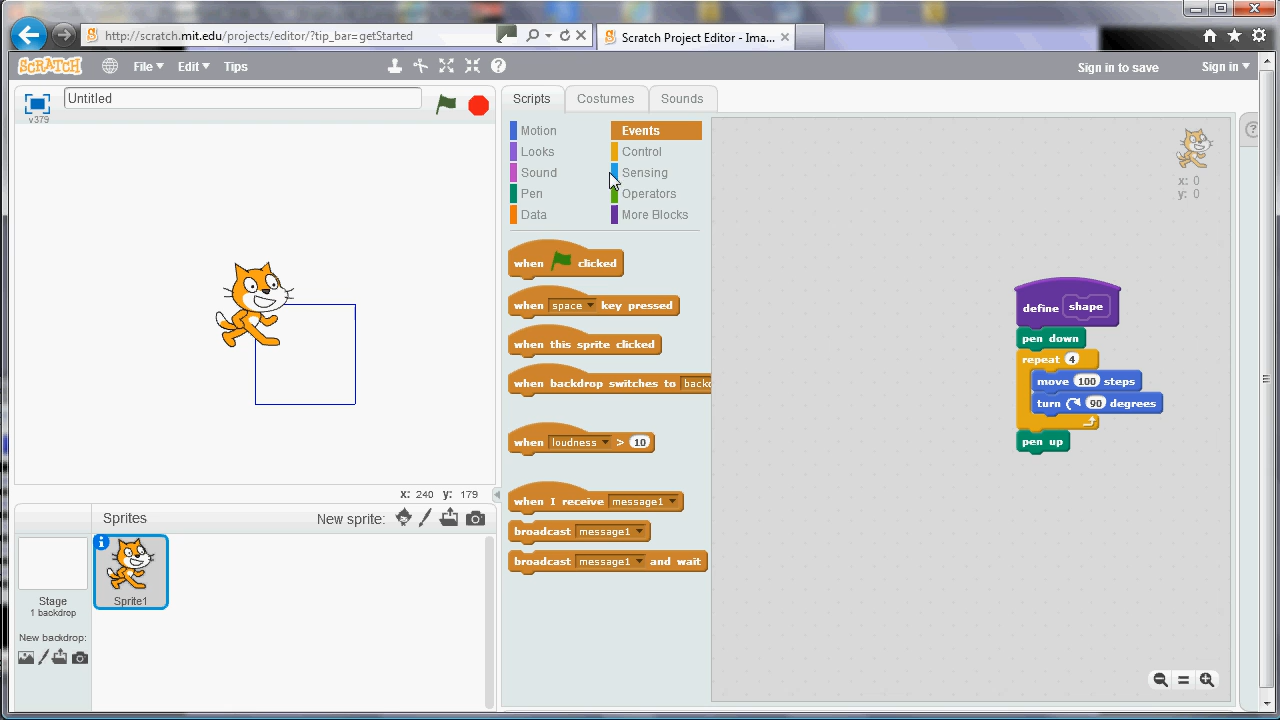 http://scratch.mit.edu/projects/editor/?tip_bar=getStarted
Scratch Project Editor - Ima...
SCRATCH
File
Edit
Tips
Sign in to save
Sign in
v379
Untitled
Scripts
Costumes
Sounds
Motion
Events
Looks
Control
Sound
Sensing
Pen
Operators
Data
More Blocks
when clicked
when space key pressed
when this sprite clicked
when backdrop switches to
when loudness > 10
when I receive message1
broadcast message1
broadcast message1 and wait
x: 0
y: 0
define shape
pen down
repeat 4
move 100 steps
turn 90 degrees
pen up
x: 240 y: 179
Sprites
New sprite:
Stage
1 backdrop
New backdrop:
Sprite1